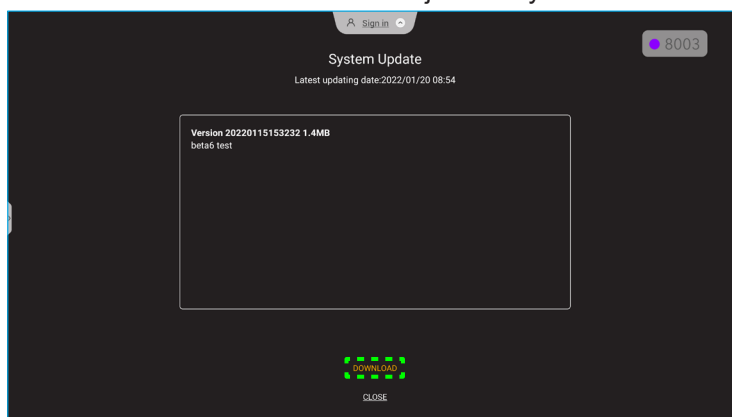 Sign in
8003
System Update
Latest updating date:2022/01/20 08:54
Version 20220115153232 1.4MB
beta6 test
DOWNLOAD
CLOSE